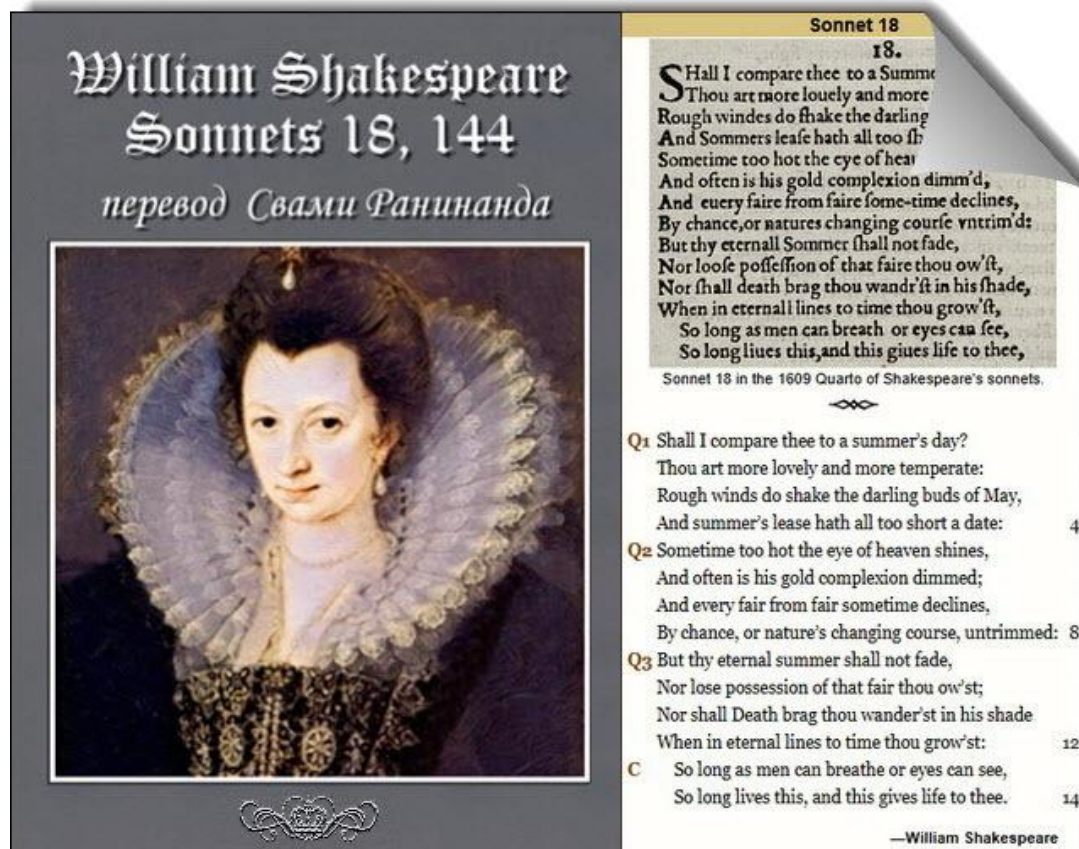 William Shakespeare
Sonnets 18, 144
перевод Свами Ранинанда
Sonnet 18
18.
SHall I compare thee to a Summe
Thou art more louely and more
Rough windes do ſhake the darling
And Sommers leaſe hath all too ſh
Sometime too hot the eye of hea
And often is his gold complexion dimm'd,
And euery faire from faire ſome-time declines,
By chance,or natures changing courſe vntrim'd:
But thy eternall Sommer ſhall not fade,
Nor looſe poſſeſſion of that faire thou ow'ſt,
Nor ſhall death brag thou wandr'ſt in his ſhade,
When in eternall lines to time thou grow'ſt,
So long as men can breath or eyes can ſee,
So long liues this,and this giues life to thee,
Sonnet 18 in the 1609 Quarto of Shakespeare's sonnets.
Q1 Shall I compare thee to a summer's day?
Thou art more lovely and more temperate:
Rough winds do shake the darling buds of May,
And summer's lease hath all too short a date: 4
Q2 Sometime too hot the eye of heaven shines,
And often is his gold complexion dimmed;
And every fair from fair sometime declines,
By chance, or nature's changing course, untrimmed: 8
Q3 But thy eternal summer shall not fade,
Nor lose possession of that fair thou ow'st;
Nor shall Death brag thou wander'st in his shade
When in eternal lines to time thou grow'st: 12
C So long as men can breathe or eyes can see,
So long lives this, and this gives life to thee. 14
—William Shakespeare